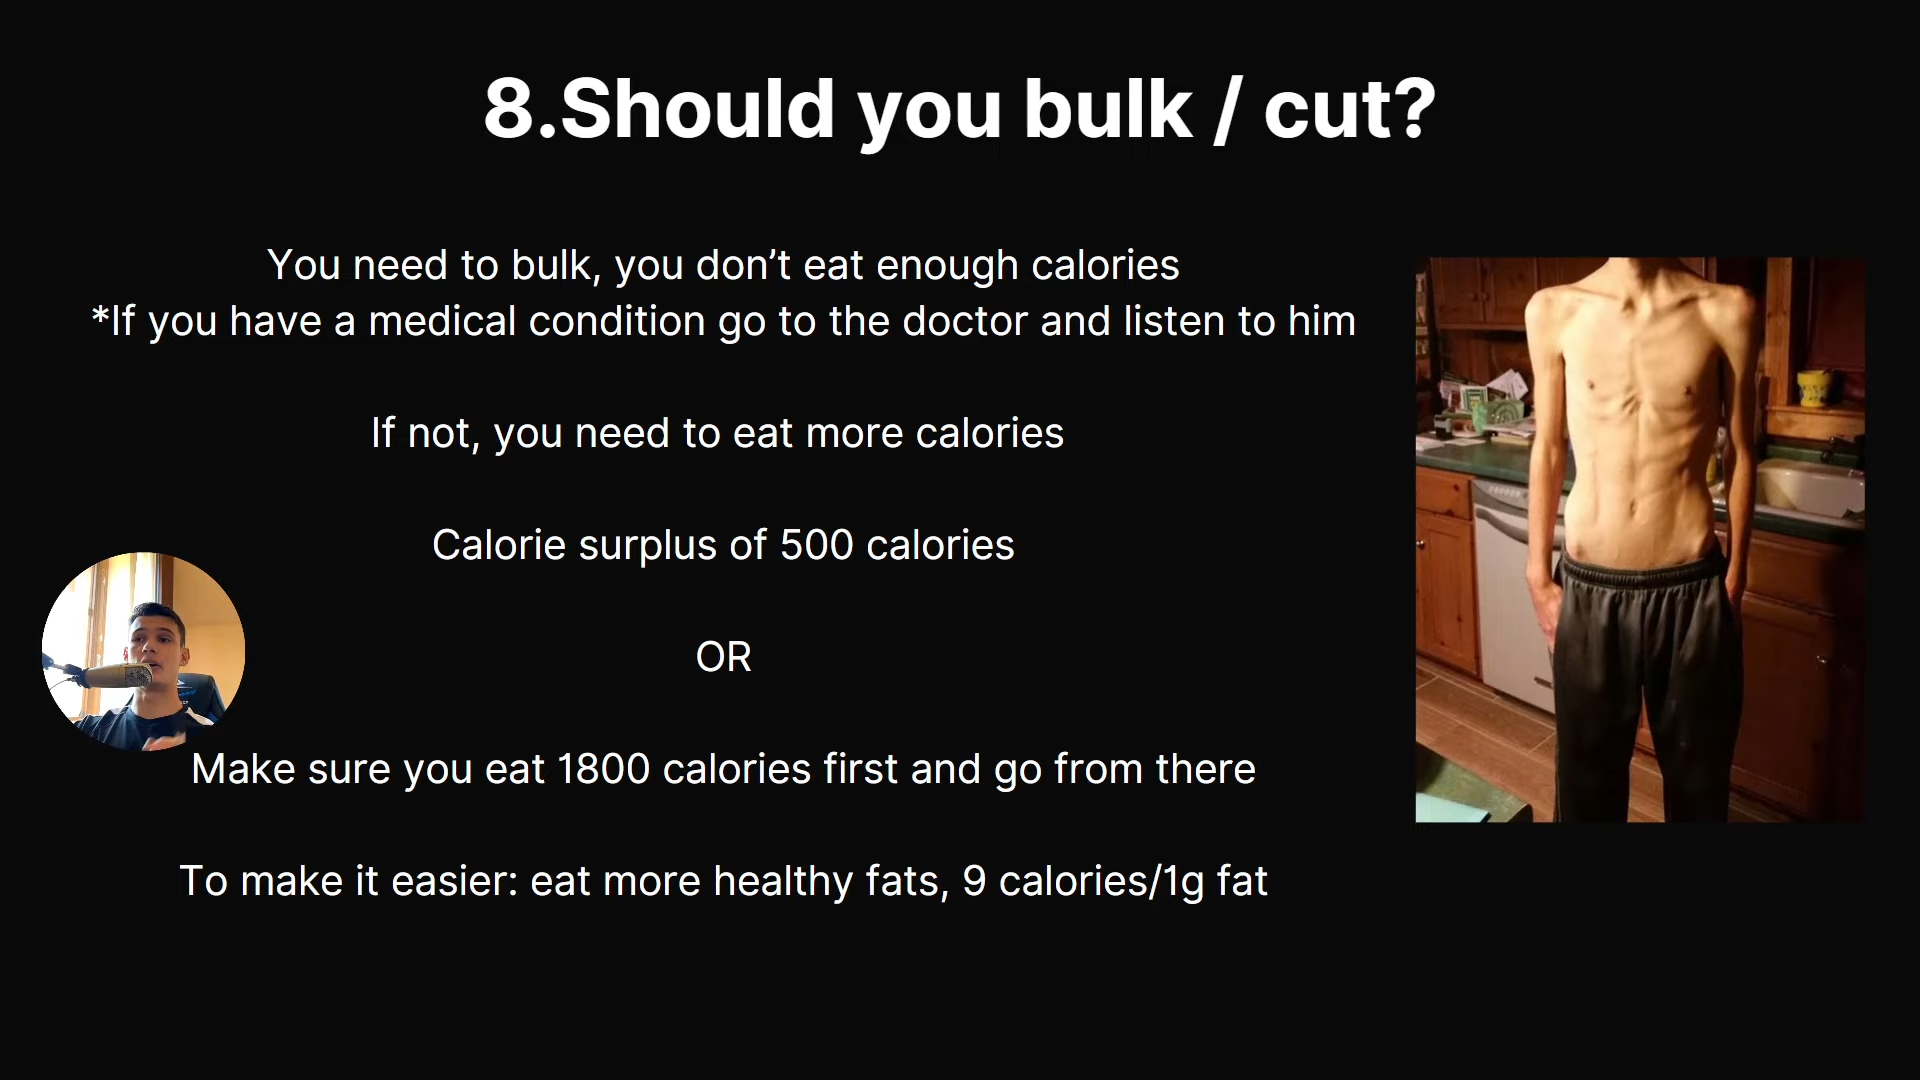 8.Should you bulk / cut?
You need to bulk, you don’t eat enough calories
*If you have a medical condition go to the doctor and listen to him
If not, you need to eat more calories
Calorie surplus of 500 calories
OR
Make sure you eat 1800 calories first and go from there
To make it easier: eat more healthy fats, 9 calories/1g fat